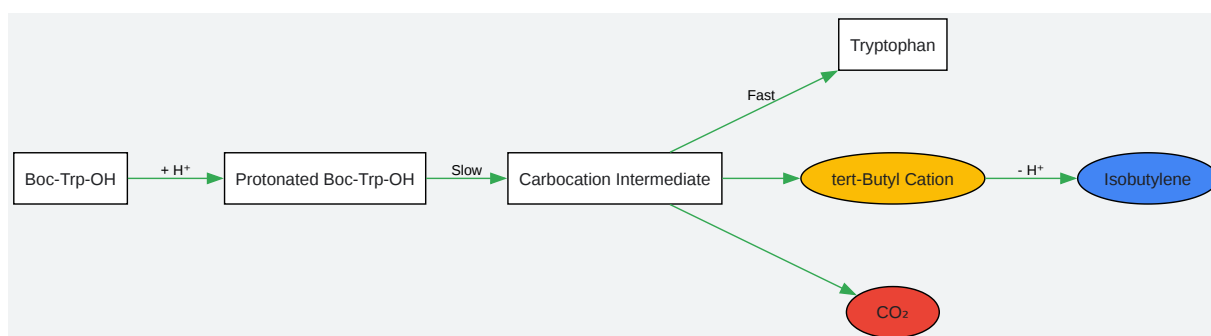 Tryptophan
Fast
Boc-Trp-OH
+ H⁺
Protonated Boc-Trp-OH
Slow
Carbocation Intermediate
tert-Butyl Cation
- H⁺
Isobutylene
CO₂